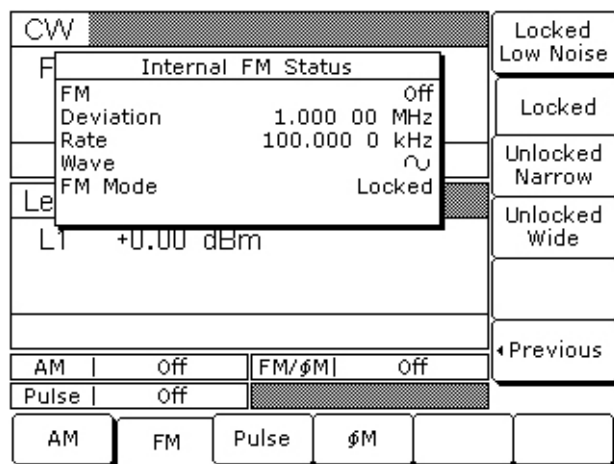 CW
F
Internal FM Status
FM Off
Deviation 1.000 00 MHz
Rate 100.000 0 kHz
Wave
FM Mode Locked
Le
L1 +0.00 dBm
AM | Off
FM/ϕM| Off
Pulse | Off
Locked
Low Noise
Locked
Unlocked
Narrow
Unlocked
Wide
Previous
AM
FM
Pulse
ϕM